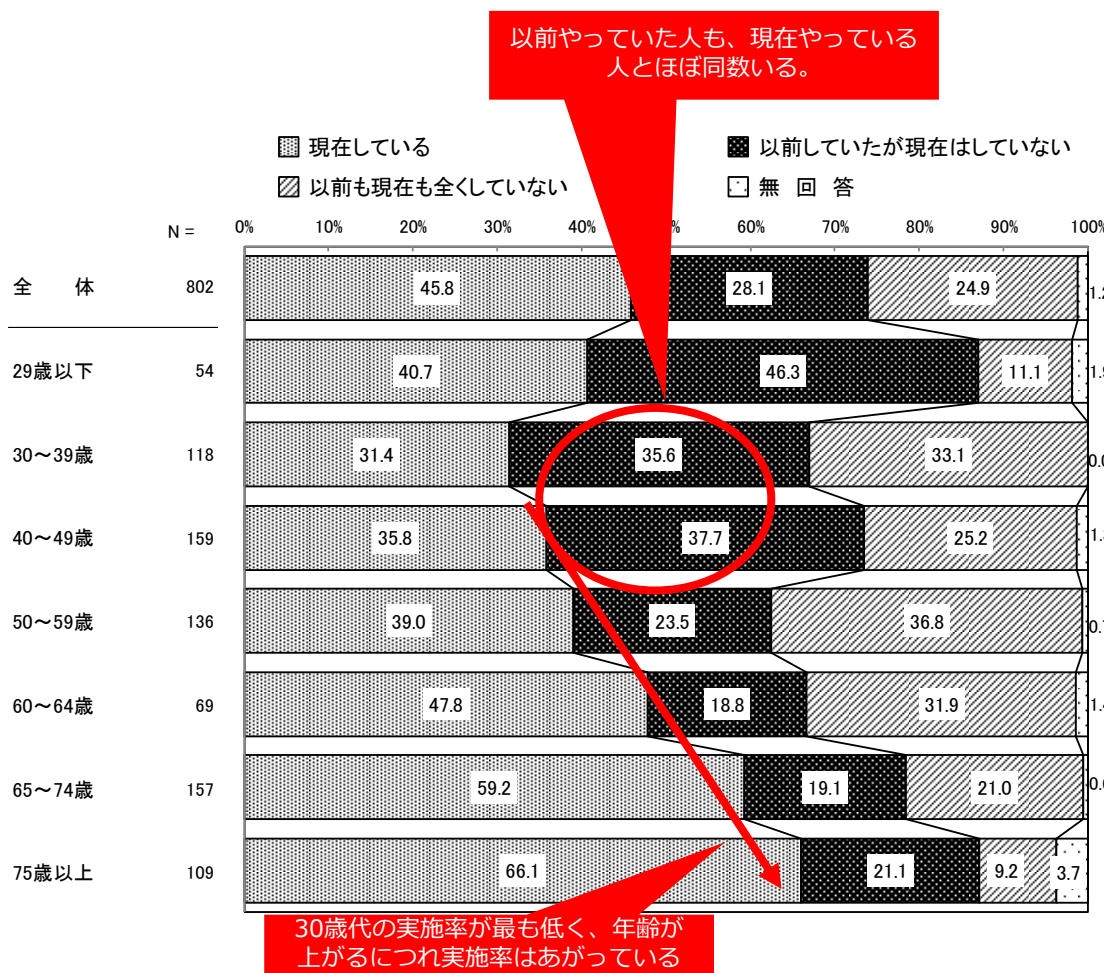 以前やっていた人も、現在やっている
人とほぼ同数いる。
現在している
以前していたが現在はしていない
以前も現在も全くしていない
無 回 答
N =
0% 10% 20% 30% 40% 60% 70% 80% 90% 100%
全 体 802 45.8 28.1 24.9
29歳以下 54 40.7 46.3 11.1
30～39歳 118 31.4 35.6 33.1
40～49歳 159 35.8 37.7 25.2
50～59歳 136 39.0 23.5 36.8
60～64歳 69 47.8 18.8 31.9
65～74歳 157 59.2 19.1 21.0
75歳以上 109 66.1 21.1 9.2 3.7
30歳代の実施率が最も低く、年齢が
上がるにつれ実施率はあがっている